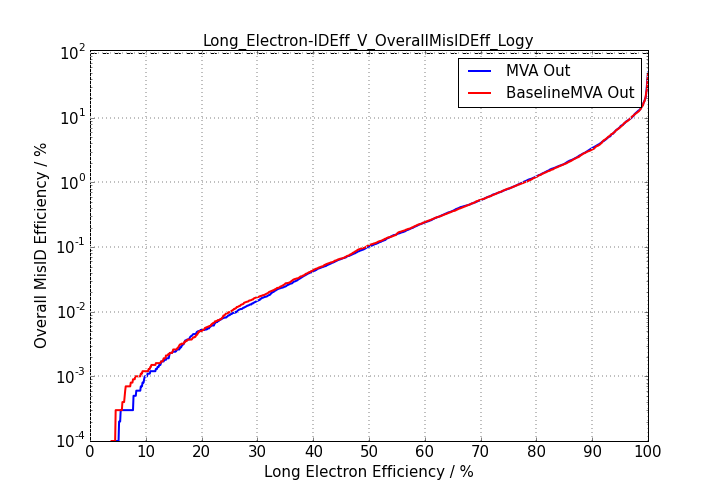 Long_Electron-IDEff_V_OverallMisIDEff_Logy
MVA Out
BaselineMVA Out
Overall MisID Efficiency / %
10^2
10^1
10^0
10^-1
10^-2
10^-3
10^-4
0 10 20 30 40 50 60 70 80 90 100
Long Electron Efficiency / %